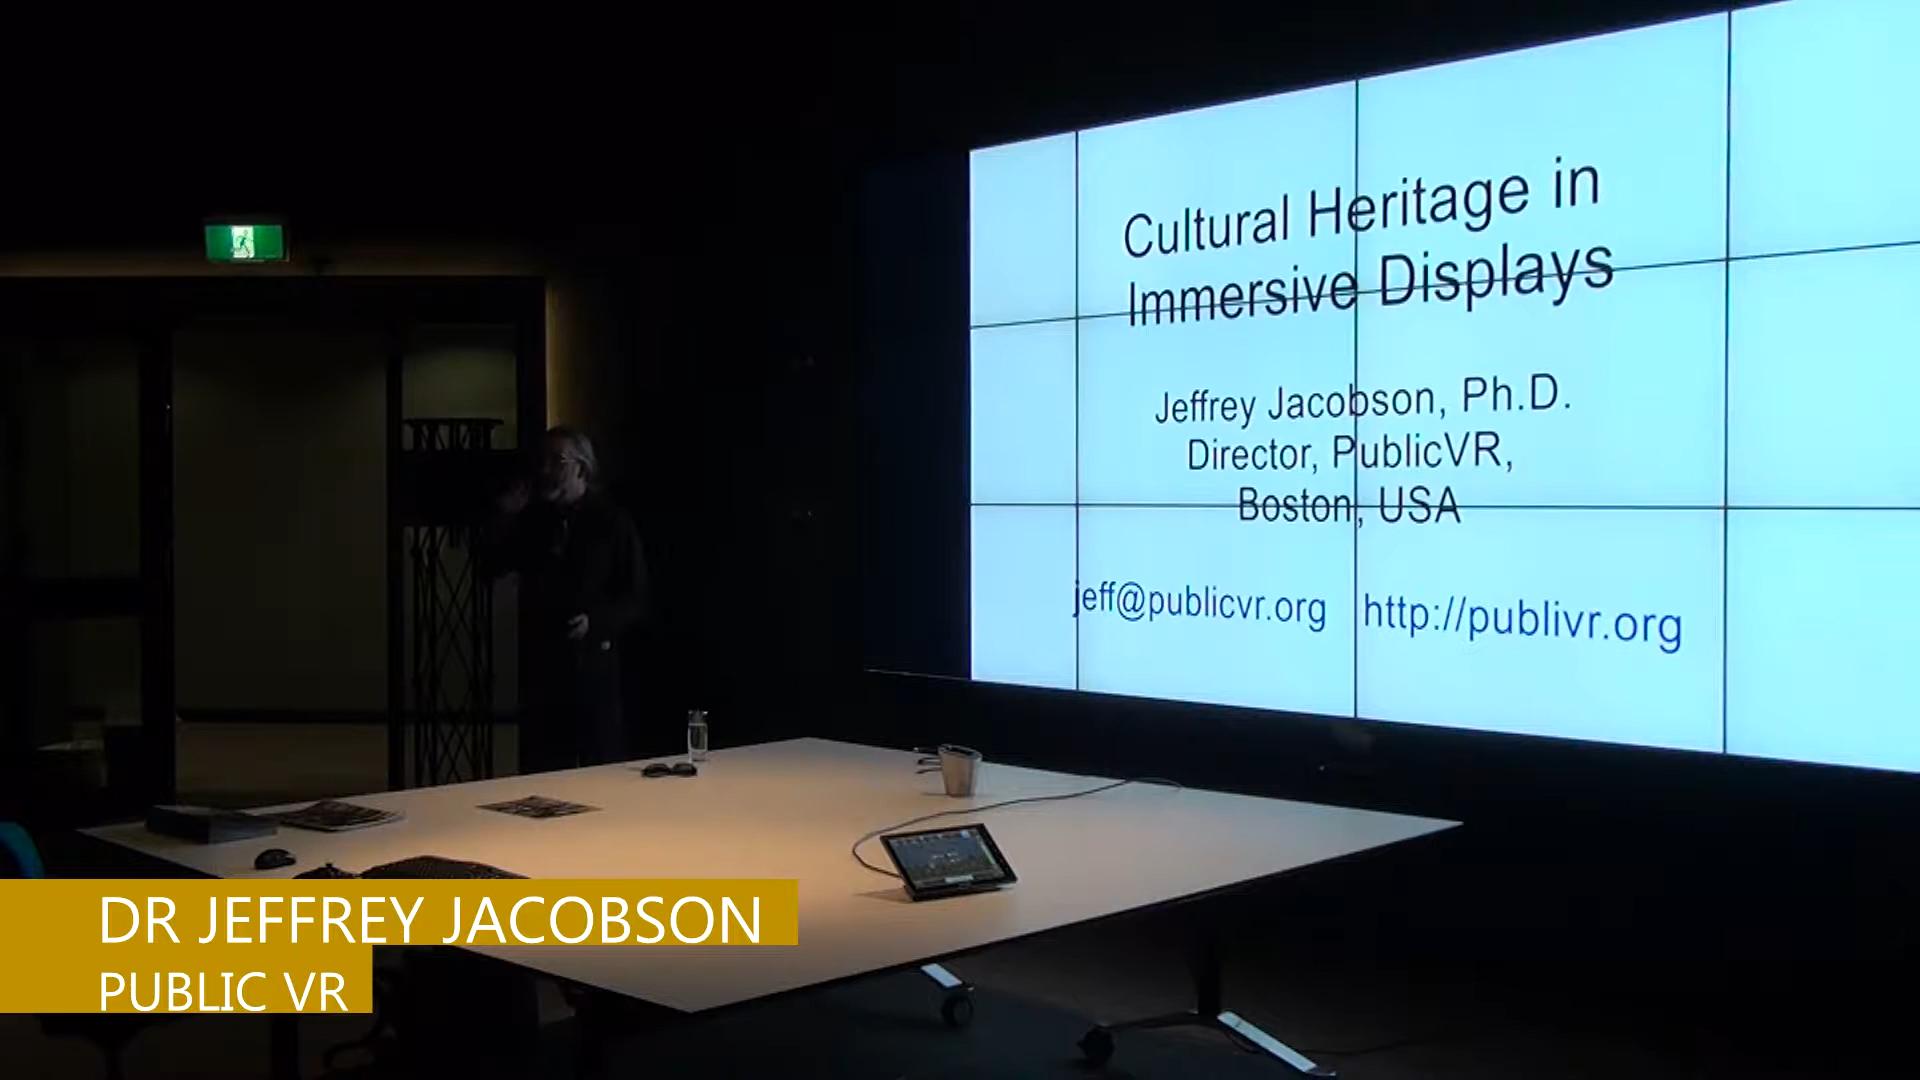 Cultural Heritage in
Immersive Displays
Jeffrey Jacobson, Ph.D.
Director, PublicVR,
Boston, USA
jeff@publicvr.org http://publivr.org
DR JEFFREY JACOBSON
PUBLIC VR